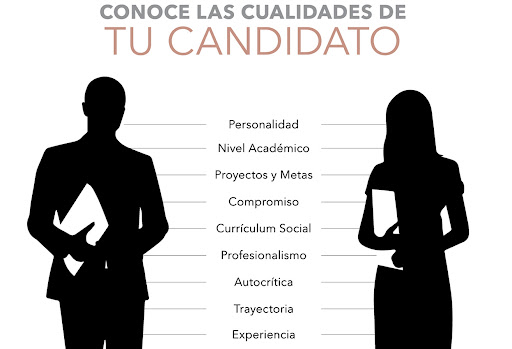 CONOCE LAS CUALIDADES DE
TU CANDIDATO
Personalidad
Nivel Académico
Proyectos y Metas
Compromiso
Currículum Social
Profesionalismo
Autocrítica
Trayectoria
Experiencia